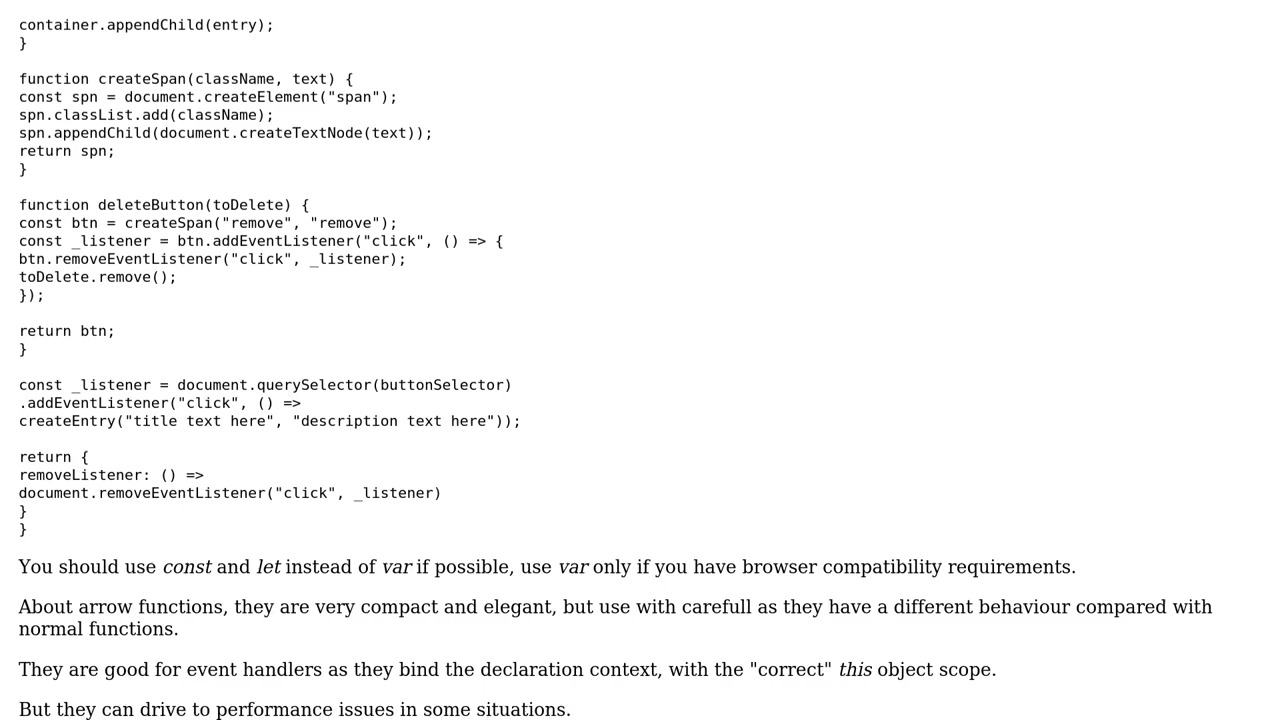 container.appendChild(entry);
}
function createSpan(className, text) {
const spn = document.createElement("span");
spn.classList.add(className);
spn.appendChild(document.createTextNode(text));
return spn;
}
function deleteButton(toDelete) {
const btn = createSpan("remove", "remove");
const _listener = btn.addEventListener("click", () => {
btn.removeEventListener("click", _listener);
toDelete.remove();
});
return btn;
}
const _listener = document.querySelector(buttonSelector)
.addEventListener("click", () =>
createEntry("title text here", "description text here"));
return {
removeListener: () =>
document.removeEventListener("click", _listener)
}
}
You should use const and let instead of var if possible, use var only if you have browser compatibility requirements.
About arrow functions, they are very compact and elegant, but use with carefull as they have a different behaviour compared with
normal functions.
They are good for event handlers as they bind the declaration context, with the "correct" this object scope.
But they can drive to performance issues in some situations.